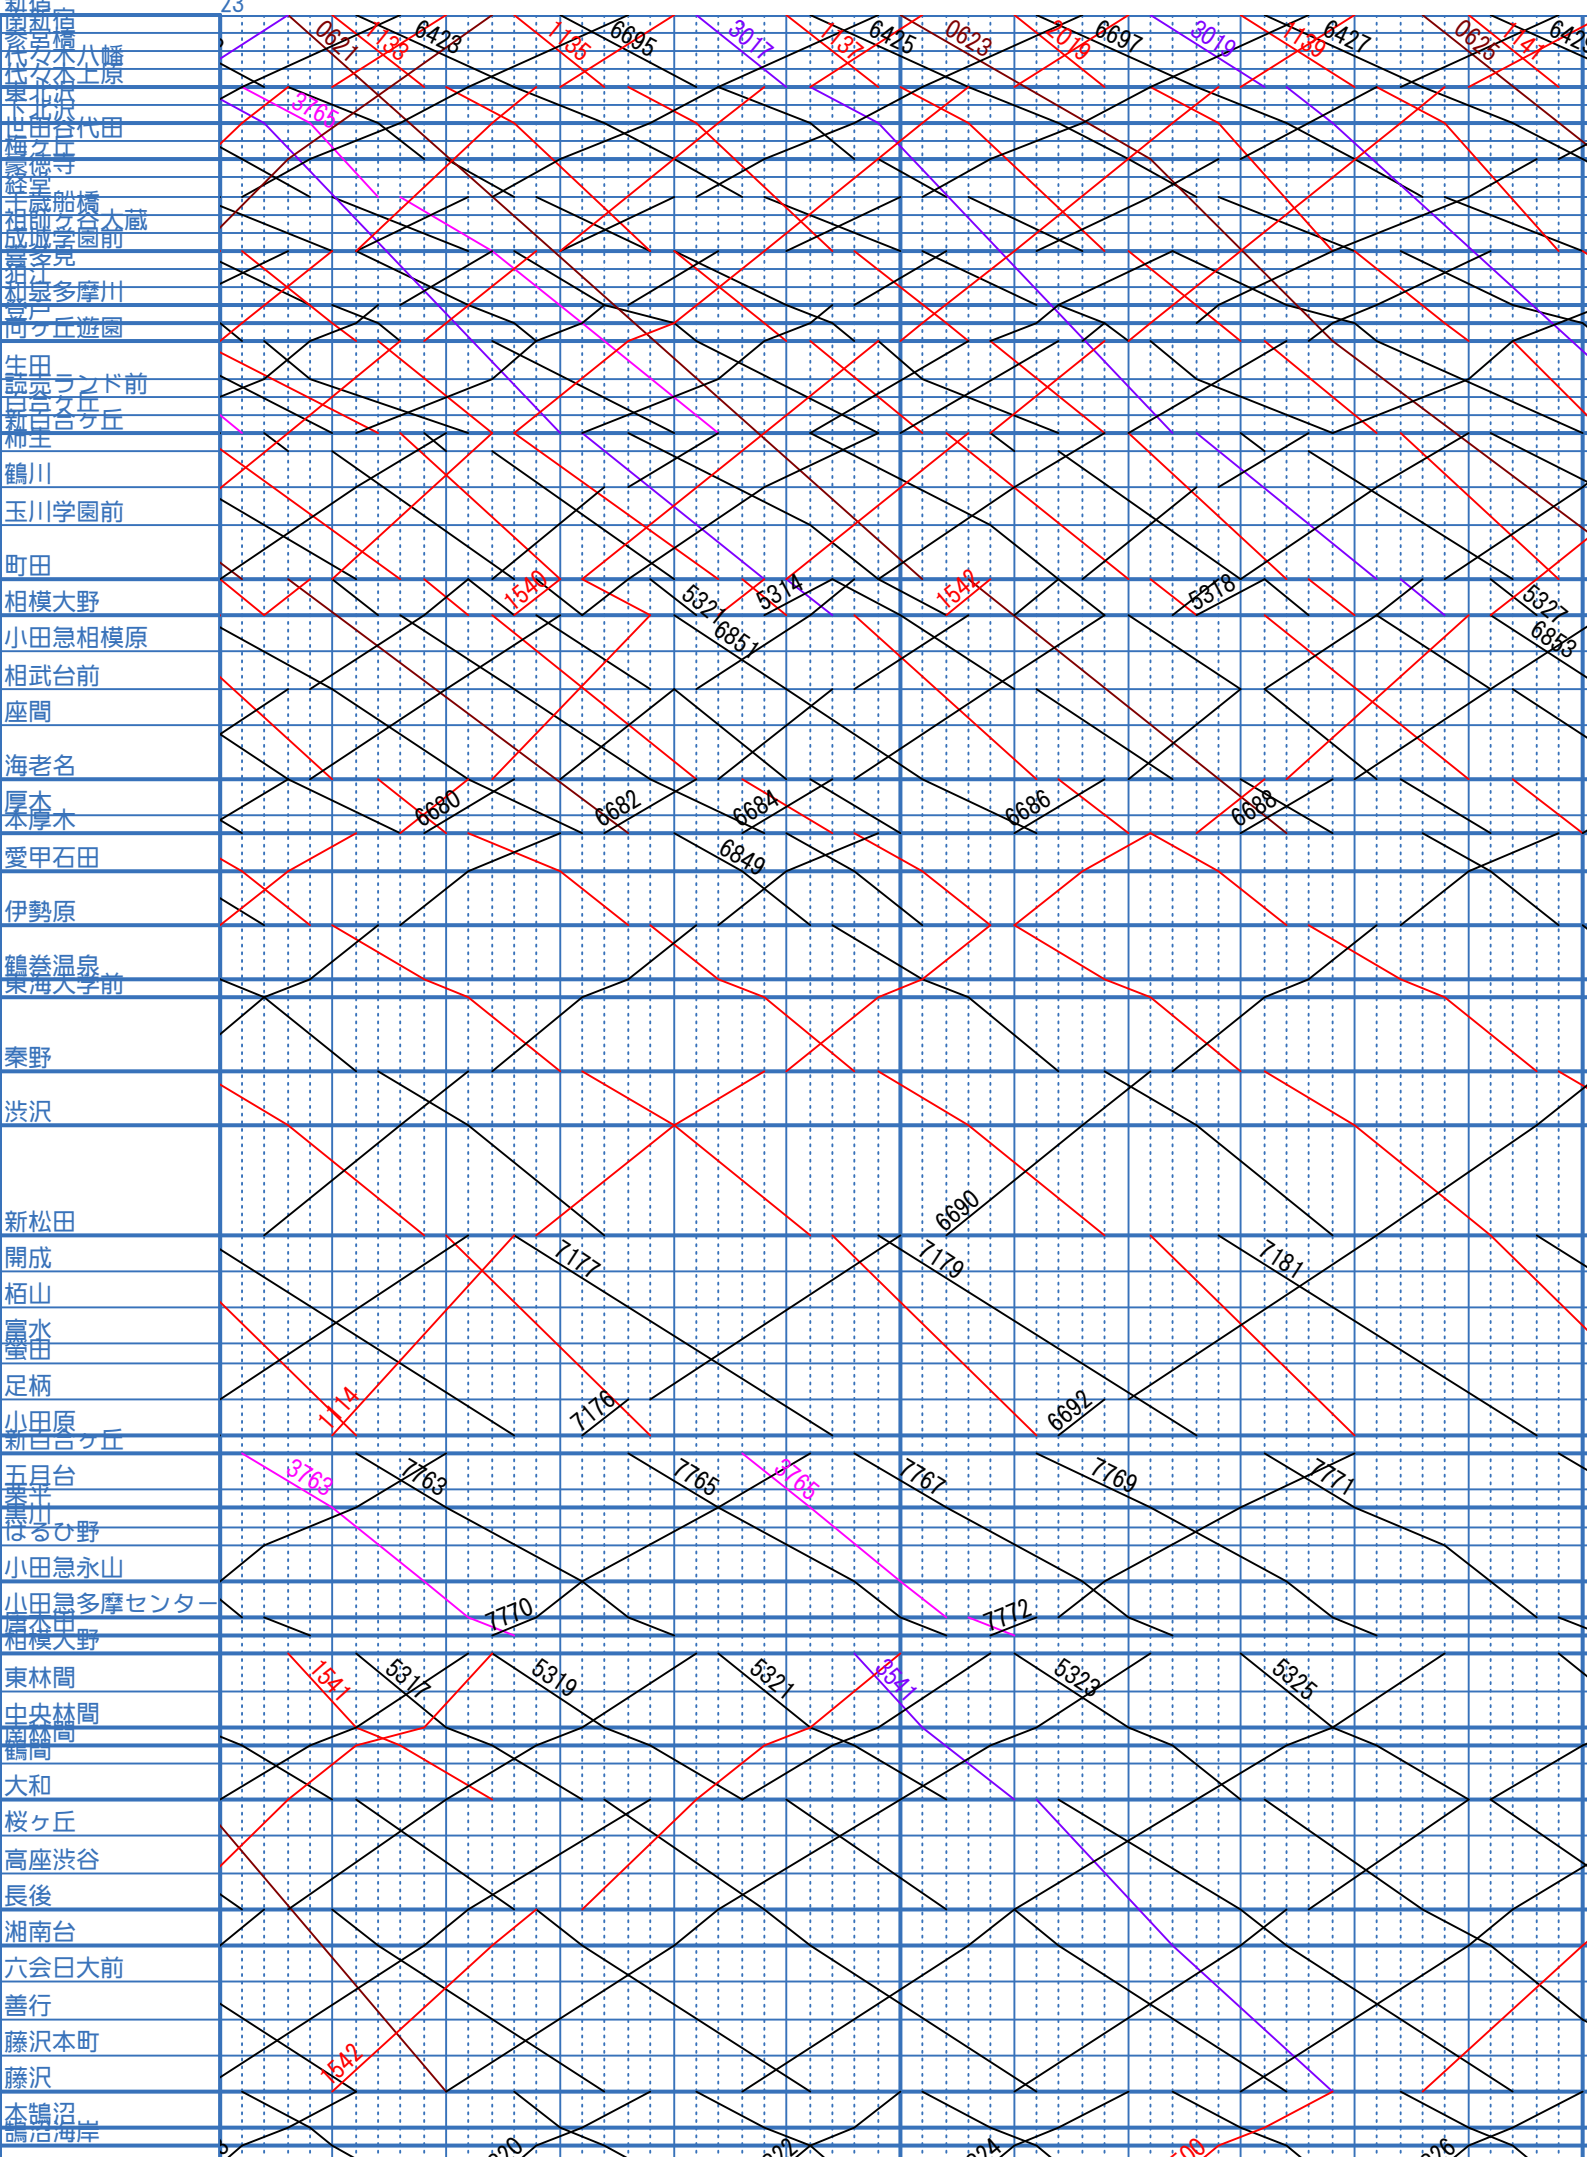 新宿
23
南新宿
参宮橋
代々木八幡
代々木上原
東北沢
下北沢
世田谷代田
梅ヶ丘
豪徳寺
経堂
千歳船橋
祖師ヶ谷大蔵
成城学園前
喜多見
狛江
和泉多摩川
登戸
向ヶ丘遊園
生田
読売ランド前
百合ヶ丘
新百合ヶ丘
柿生
鶴川
玉川学園前
町田
相模大野
小田急相模原
相武台前
座間
海老名
厚木
本厚木
愛甲石田
伊勢原
鶴巻温泉
東海大学前
秦野
渋沢
新松田
開成
栢山
富水
螢田
足柄
小田原
新百合ヶ丘
五月台
栗平
黒川
はるひ野
小田急永山
小田急多摩センター
唐木田
相模大野
東林間
中央林間
南林間
鶴間
大和
桜ヶ丘
高座渋谷
長後
湘南台
六会日大前
善行
藤沢本町
藤沢
本鵠沼
鵠沼海岸
0621
1133
6423
1135
6695
3017
1137
6425
0623
2019
6697
3019
1139
6427
0625
1141
3765
1540
5321
5314
1542
5318
5327
6851
6853
6680
6682
6684
6686
6688
6849
6690
7177
7179
7181
1114
7176
6692
3763
7763
7765
3765
7767
7769
7771
7770
7772
1541
5317
5319
5321
3541
5323
5325
1542